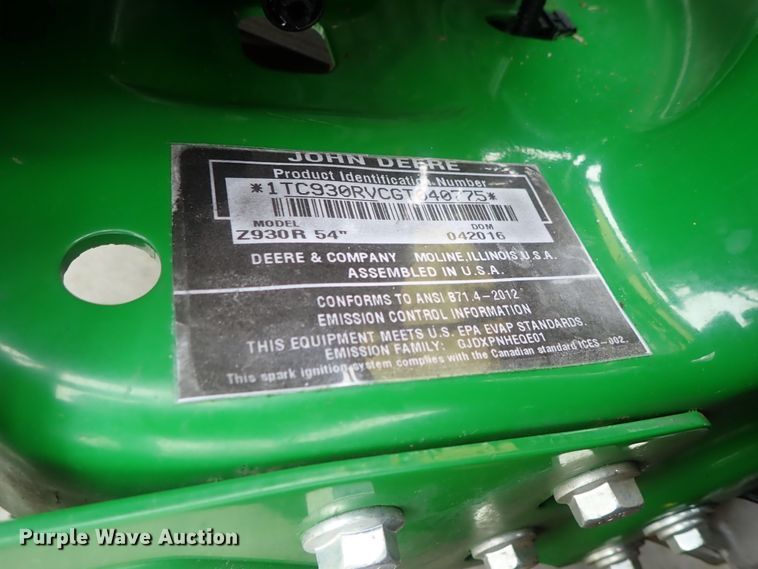 JOHN DEERE
Product Identification Number
*1TC930RVCGT040775*
MODEL DOM
Z930R 54" 042016
DEERE & COMPANY MOLINE, ILLINOIS, U.S.A.
ASSEMBLED IN U.S.A.
CONFORMS TO ANSI B71.4-2012
EMISSION CONTROL INFORMATION
THIS EQUIPMENT MEETS U.S. EPA EVAP STANDARDS.
EMISSION FAMILY: GJDXPNHEQE01
This spark ignition system complies with the Canadian standard ICES-002.
Purple Wave Auction